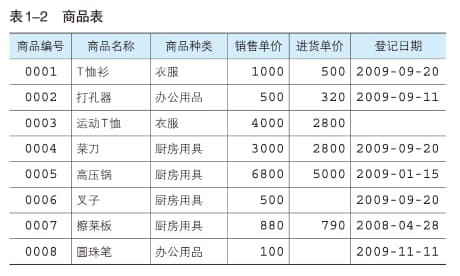 表1-2 商品表
商品编号 商品名称 商品种类 销售单价 进货单价 登记日期
0001 T恤衫 衣服 1000 500 2009-09-20
0002 打孔器 办公用品 500 320 2009-09-11
0003 运动T恤 衣服 4000 2800
0004 菜刀 厨房用具 3000 2800 2009-09-20
0005 高压锅 厨房用具 6800 5000 2009-01-15
0006 叉子 厨房用具 500 2009-09-20
0007 擦菜板 厨房用具 880 790 2008-04-28
0008 圆珠笔 办公用品 100 2009-11-11